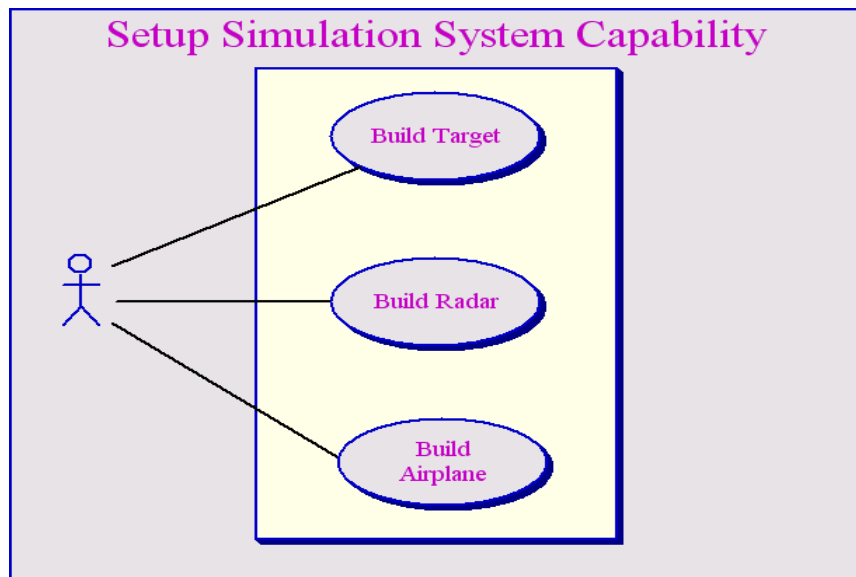 Setup Simulation System Capability
Build Target
Build Radar
Build
Airplane